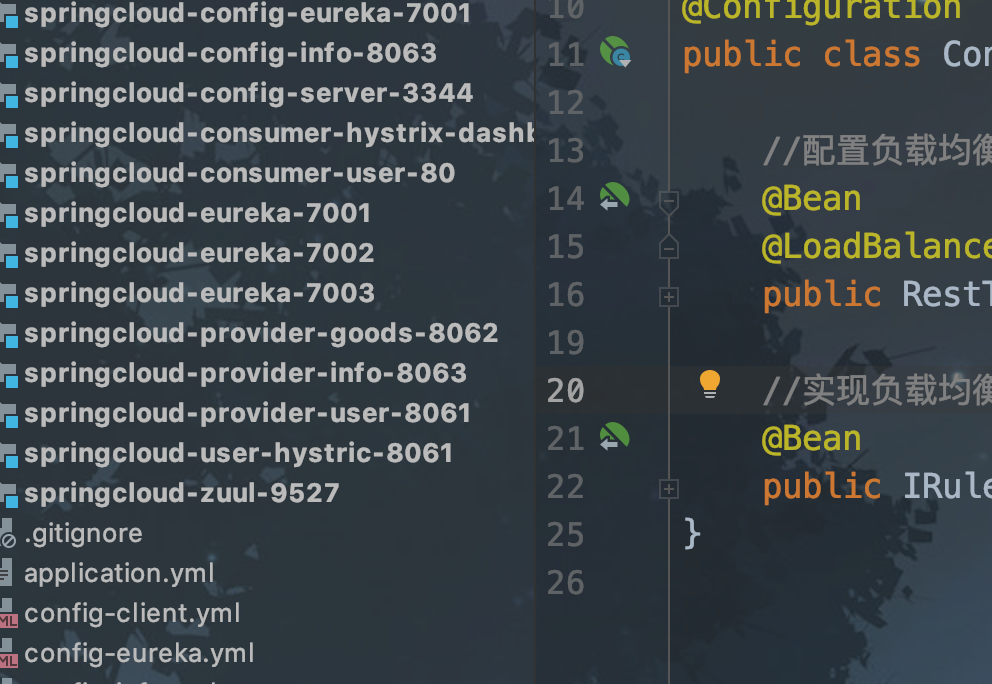 springcloud-config-eureka-7001
springcloud-config-info-8063
springcloud-config-server-3344
springcloud-consumer-hystrix-dashb
springcloud-consumer-user-80
springcloud-eureka-7001
springcloud-eureka-7002
springcloud-eureka-7003
springcloud-provider-goods-8062
springcloud-provider-info-8063
springcloud-provider-user-8061
springcloud-user-hystric-8061
springcloud-zuul-9527
.gitignore
application.yml
config-client.yml
config-eureka.yml
10 @Configuration
11 public class Con
12
13 //配置负载均衡
14 @Bean
15 @LoadBalance
16 public RestT
19
20 //实现负载均衡
21 @Bean
22 public IRule
25 }
26